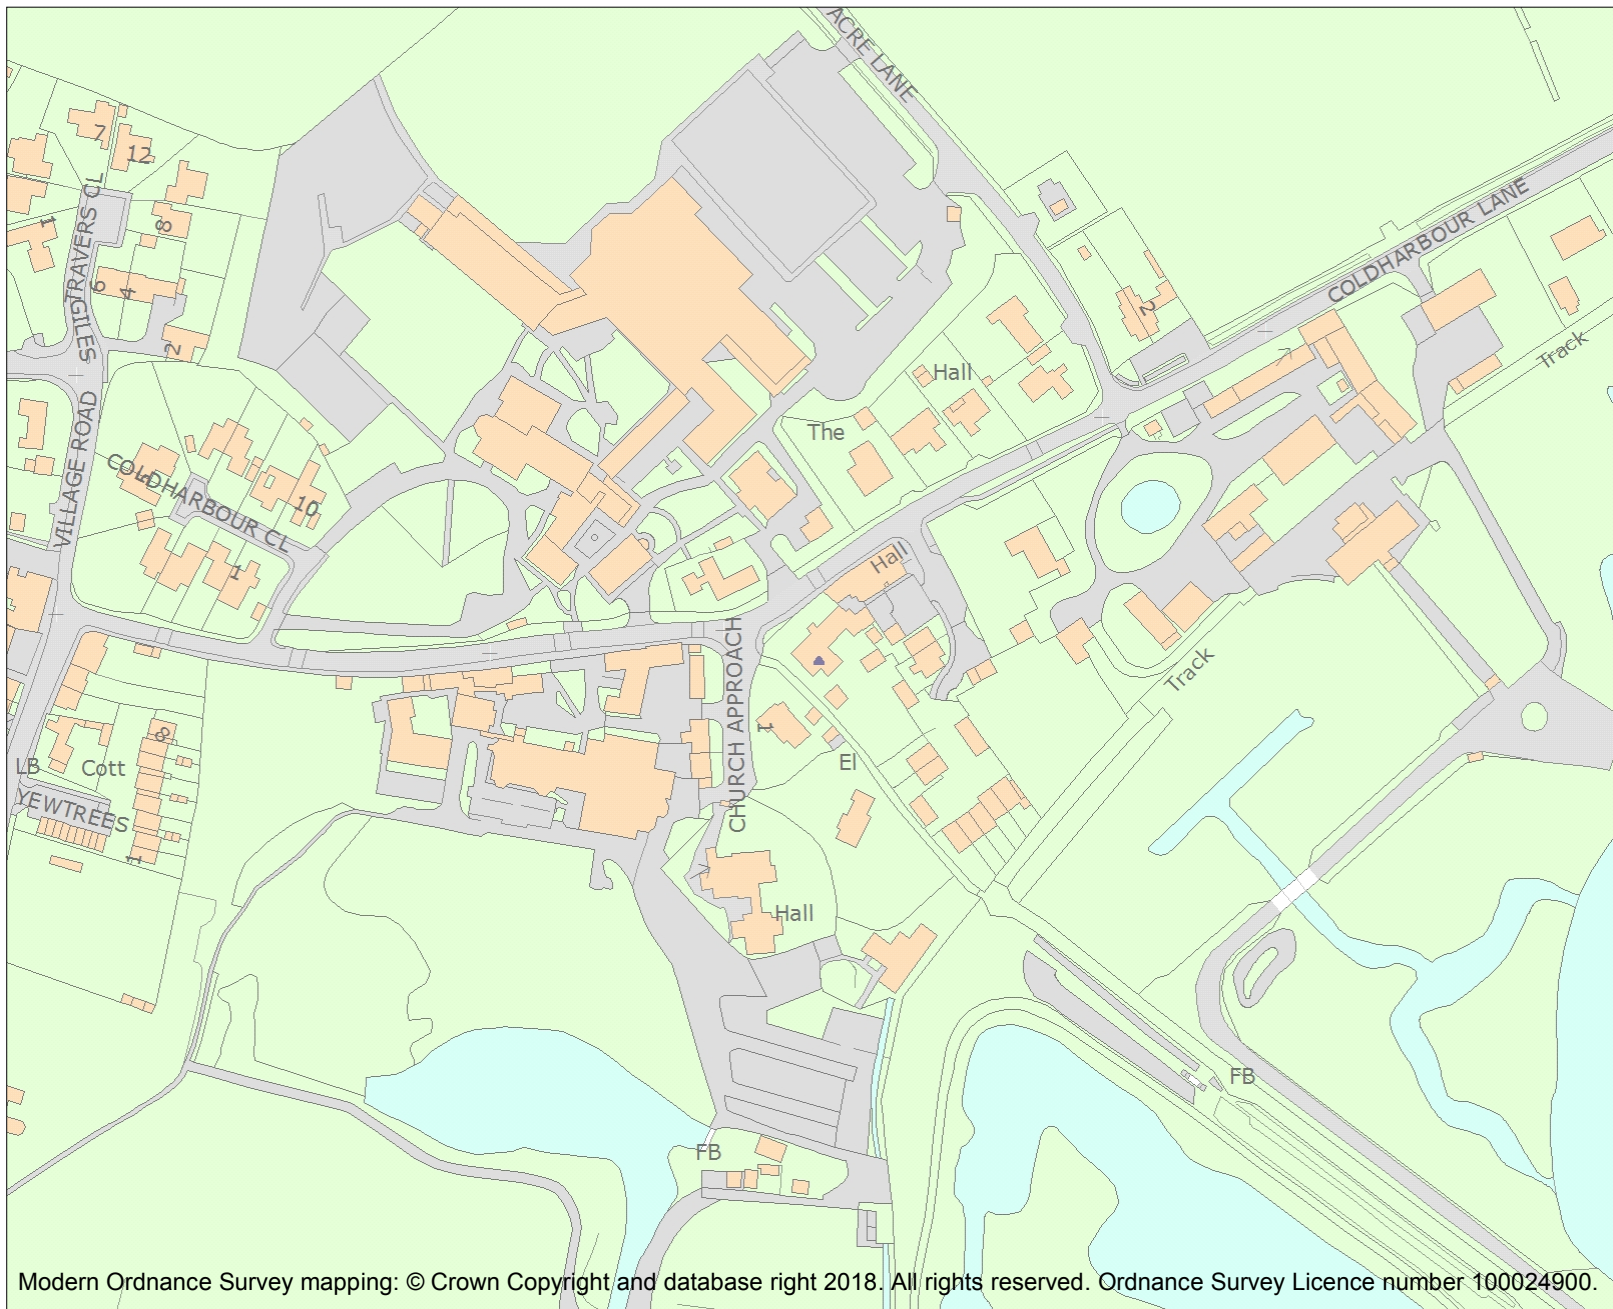 ACRE LANE
7
12
TRAVERS CL
1
8
6
4
GILES
2
COLDHARBOUR LANE
2
Track
Hall
The
VILLAGE ROAD
COLDHARBOUR CL
10
1
Hall
Track
CHURCH APPROACH
1
El
8
LB
Cott
YEWTREES
1
Hall
FB
FB
Modern Ordnance Survey mapping: © Crown Copyright and database right 2018. All rights reserved. Ordnance Survey Licence number 100024900.